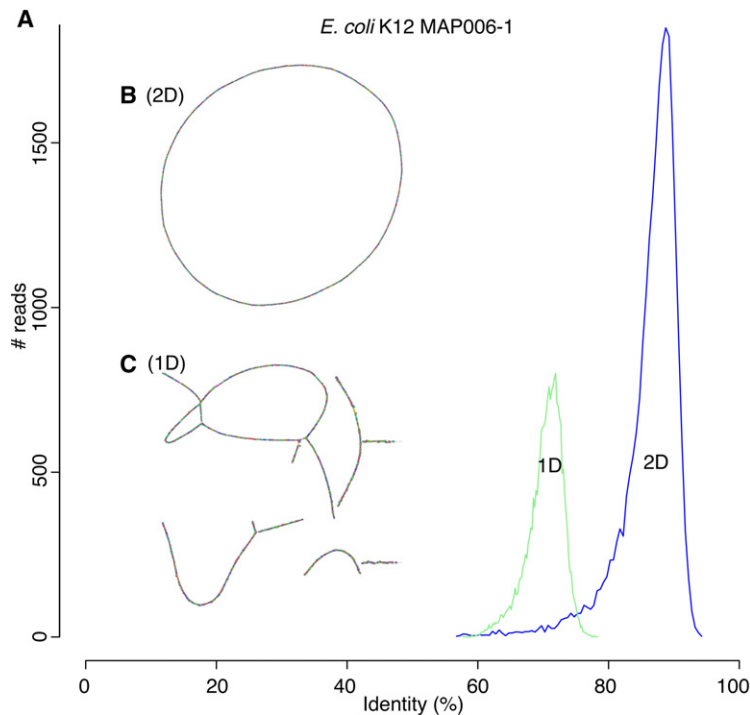 A
E. coli K12 MAP006-1
B (2D)
C (1D)
# reads
1500
1000
500
0
1D
2D
0 20 40 60 80 100
Identity (%)